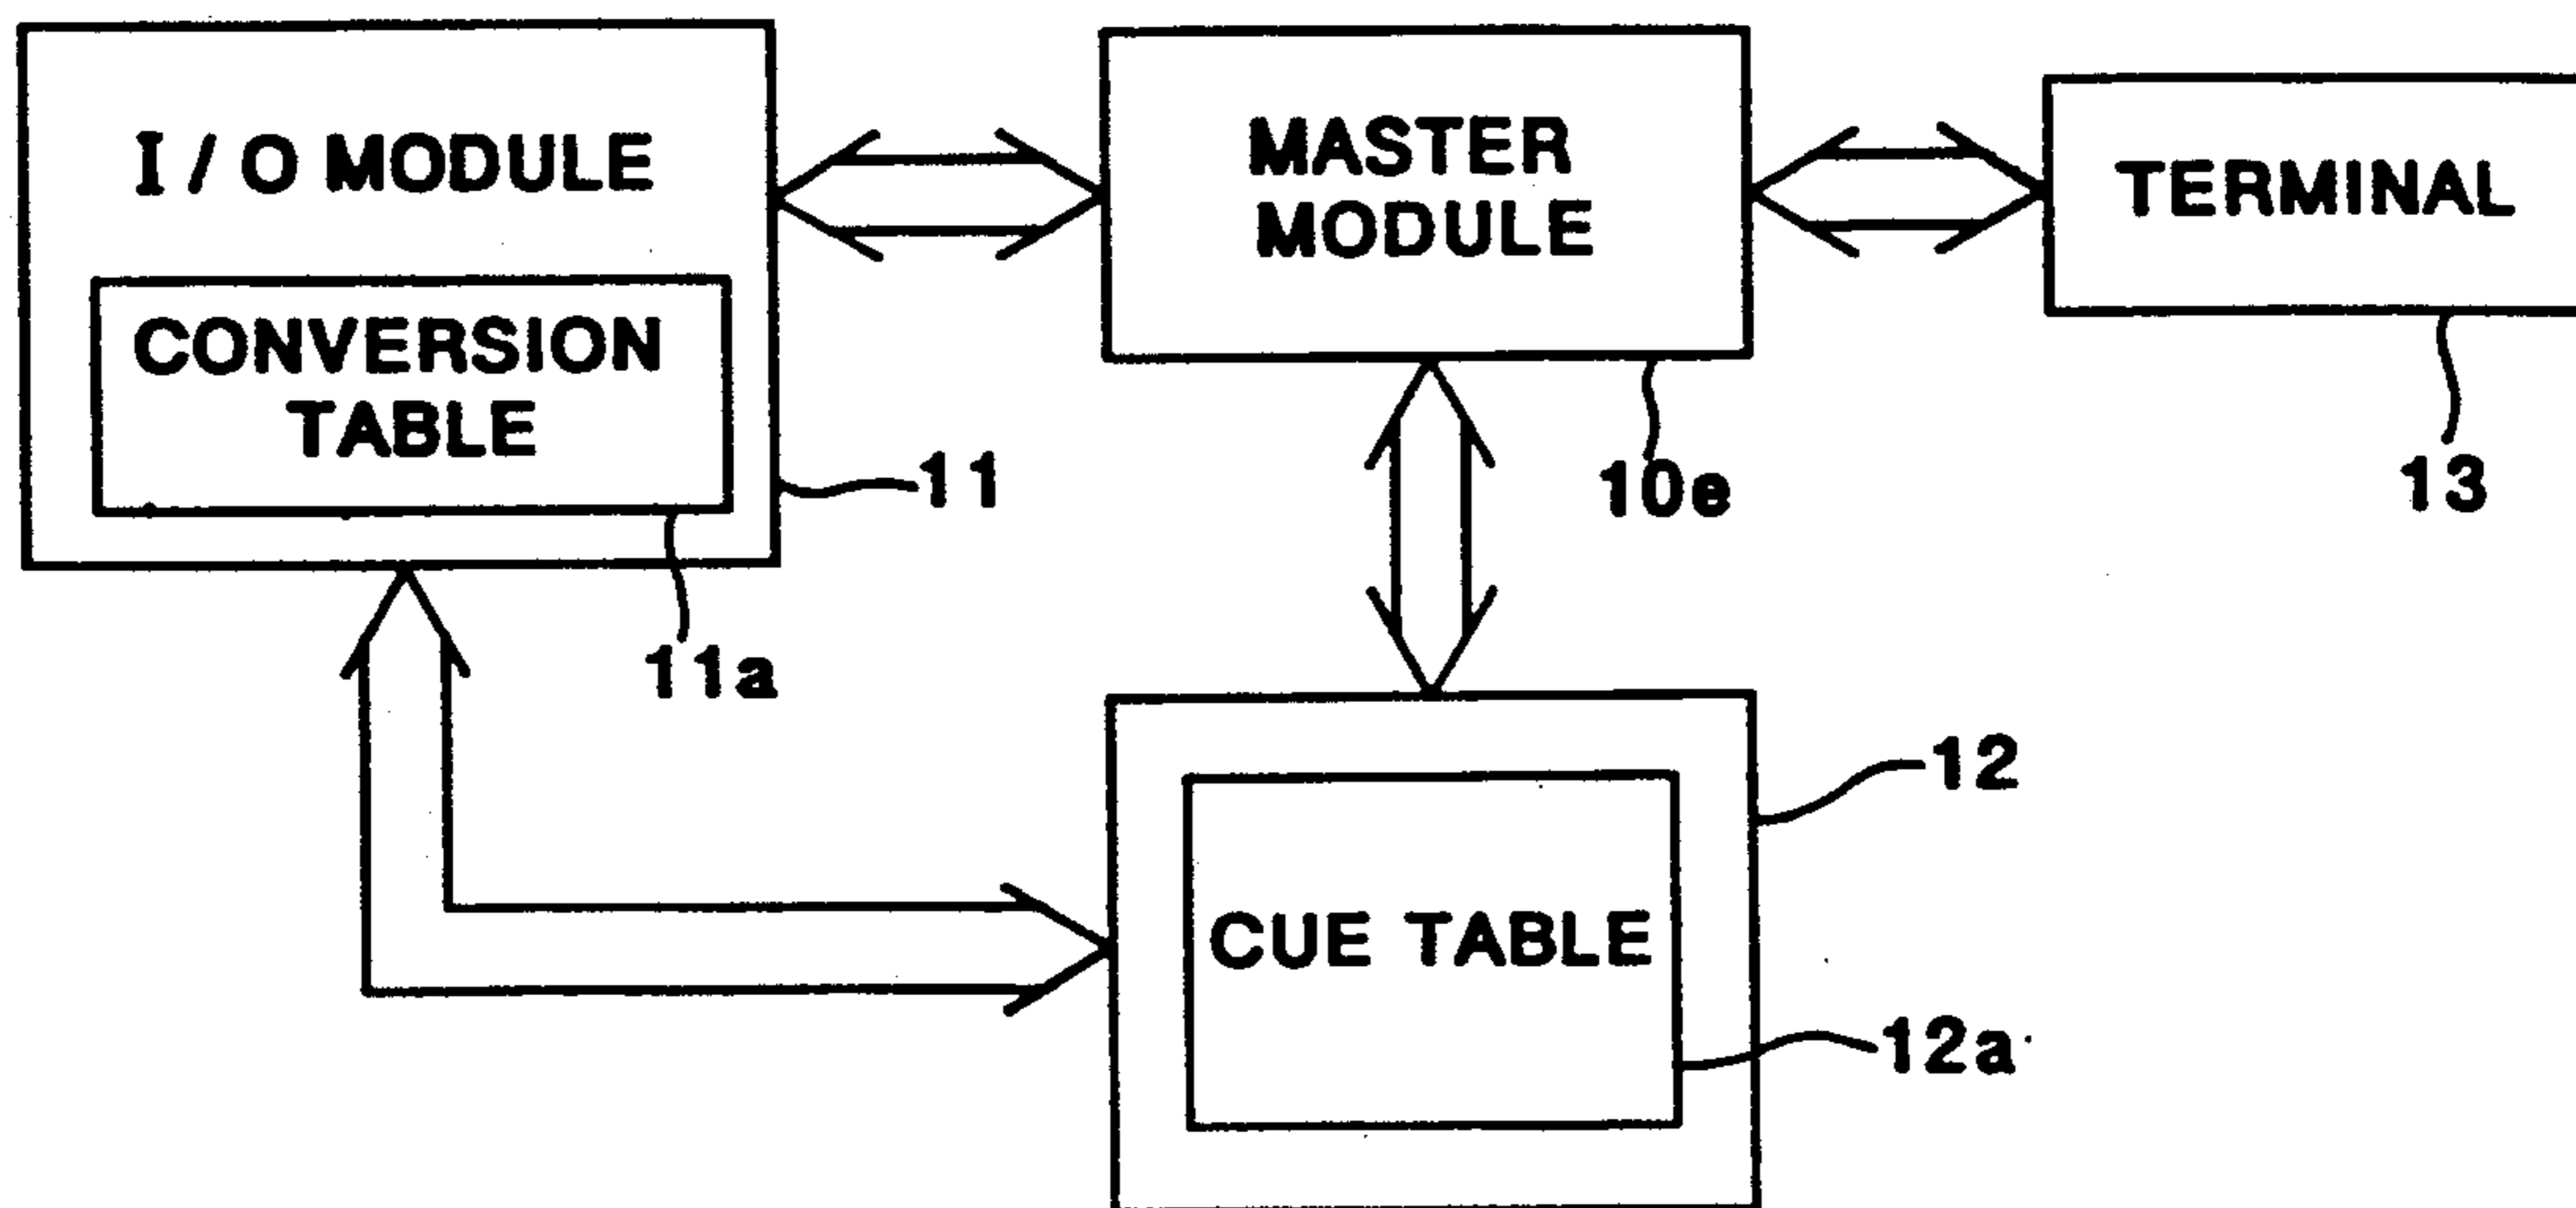 I / O MODULE
CONVERSION
TABLE
11
11a
MASTER
MODULE
10e
TERMINAL
13
12
CUE TABLE
12a